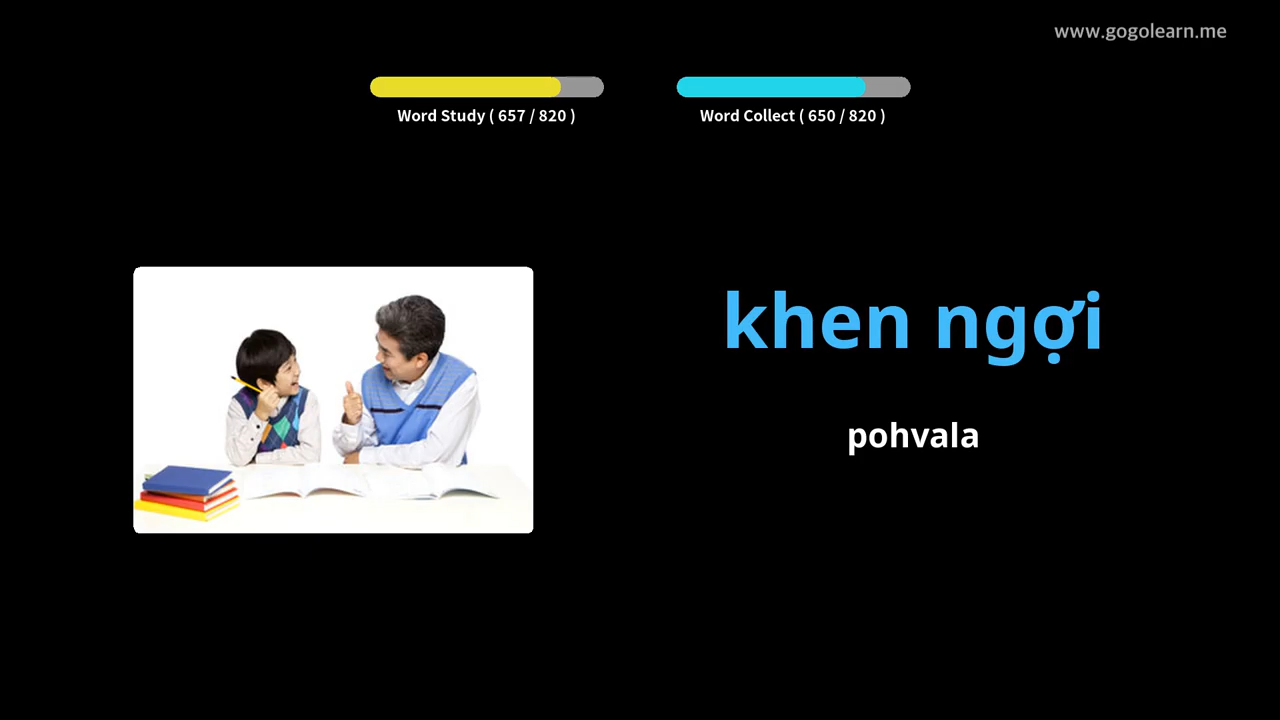 www.gogolearn.me
Word Study ( 657 / 820 )
Word Collect ( 650 / 820 )
khen ngợi
pohvala